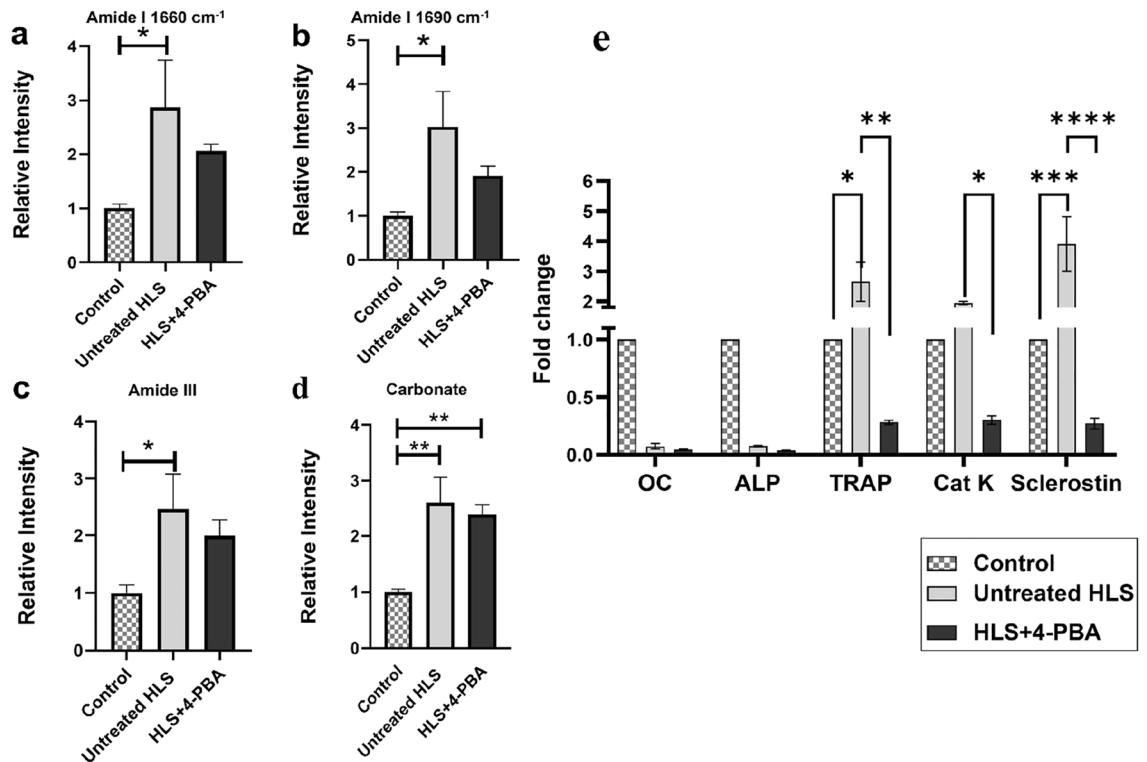 a
Amide I 1660 cm⁻¹
Relative Intensity
4
3
2
1
0
*
Control
Untreated HLS
HLS+4-PBA
b
Amide I 1690 cm⁻¹
Relative Intensity
5
4
3
2
1
0
*
Control
Untreated HLS
HLS+4-PBA
c
Amide III
Relative Intensity
4
3
2
1
0
*
Control
Untreated HLS
HLS+4-PBA
d
Carbonate
Relative Intensity
4
3
2
1
0
**
**
Control
Untreated HLS
HLS+4-PBA
e
Fold change
6
5
4
3
2
1.0
0.5
0.0
** ****
* * ***
OC ALP TRAP Cat K Sclerostin
Control
Untreated HLS
HLS+4-PBA